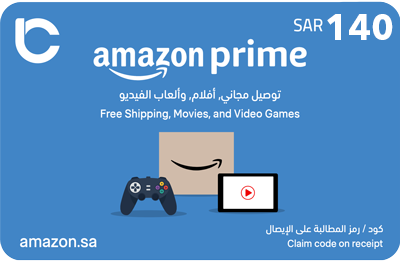 SAR 140
amazon prime
توصيل مجاني, أفلام, وألعاب الفيديو
Free Shipping, Movies, and Video Games
كود / رمز المطالبة على الإيصال
amazon.sa
Claim code on receipt